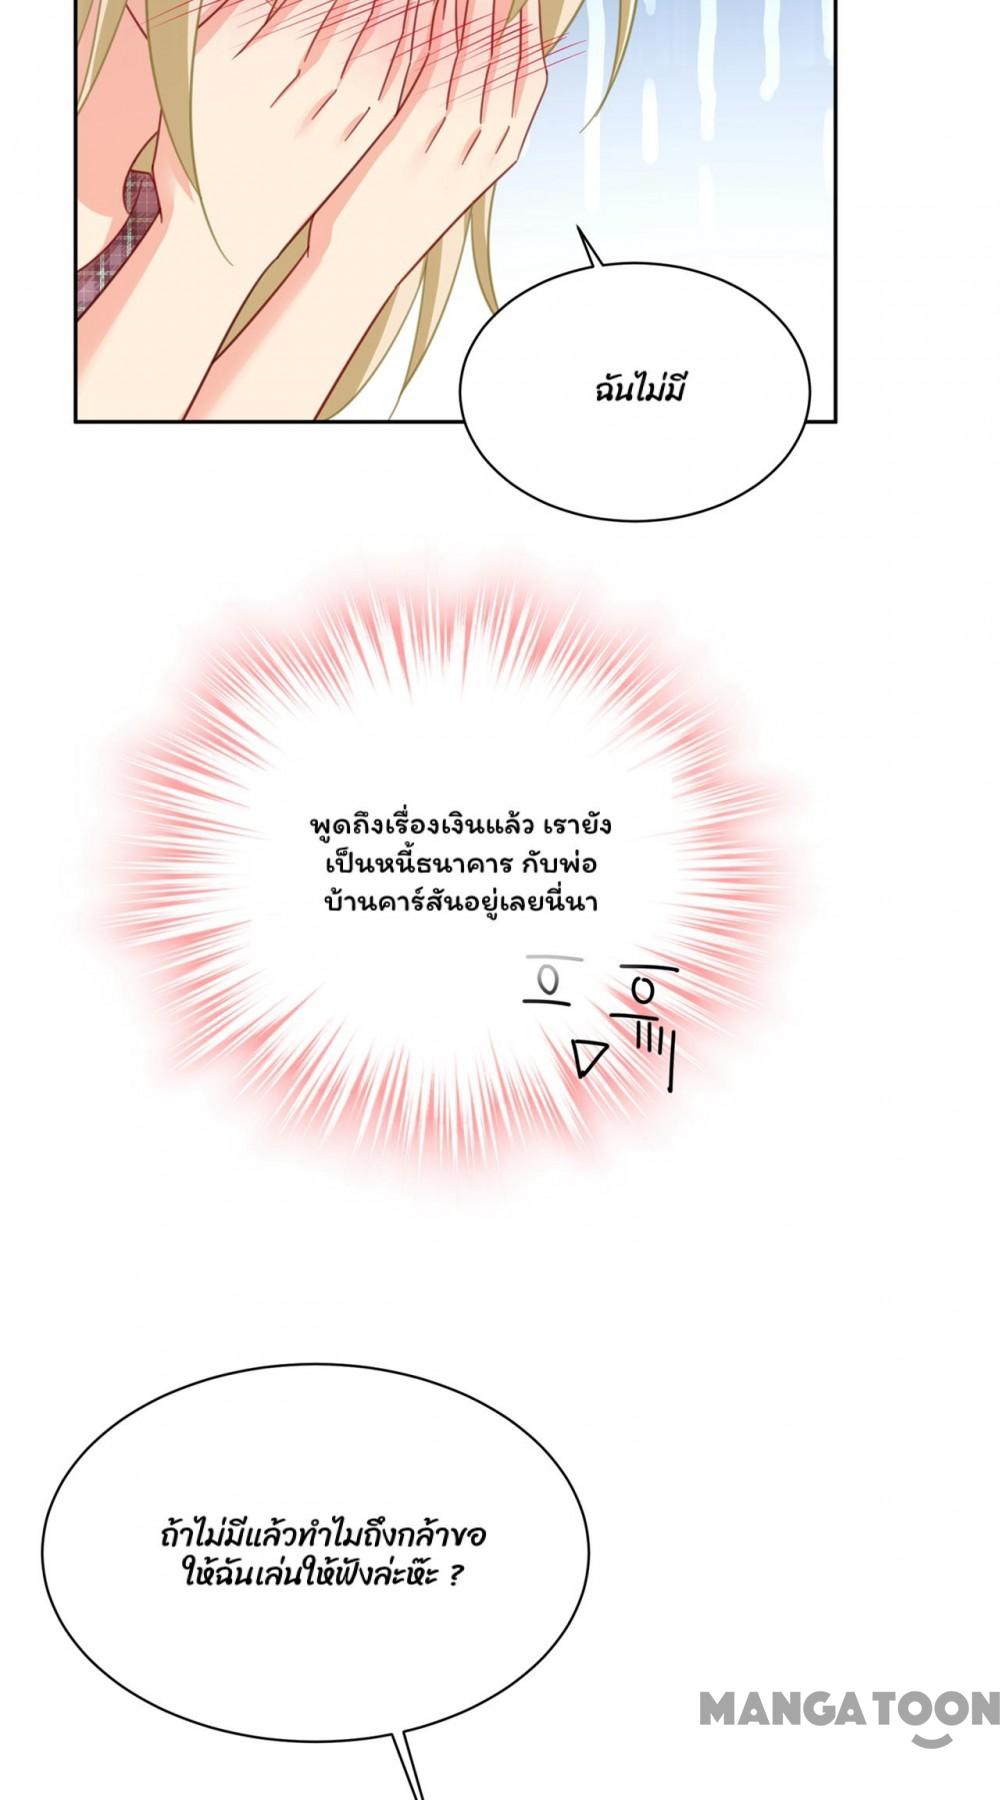 ฉันไม่มี
พูดถึงเรื่องเงินแล้ว เรายัง
เป็นหนี้ธนาคาร กับพ่อ
บ้านคาร์สันอยู่เลยนี่นา
ถ้าไม่มีแล้วทำไมถึงกล้าขอ
ให้ฉันเล่นให้ฟังล่ะห๊ะ ?
MANGATOON